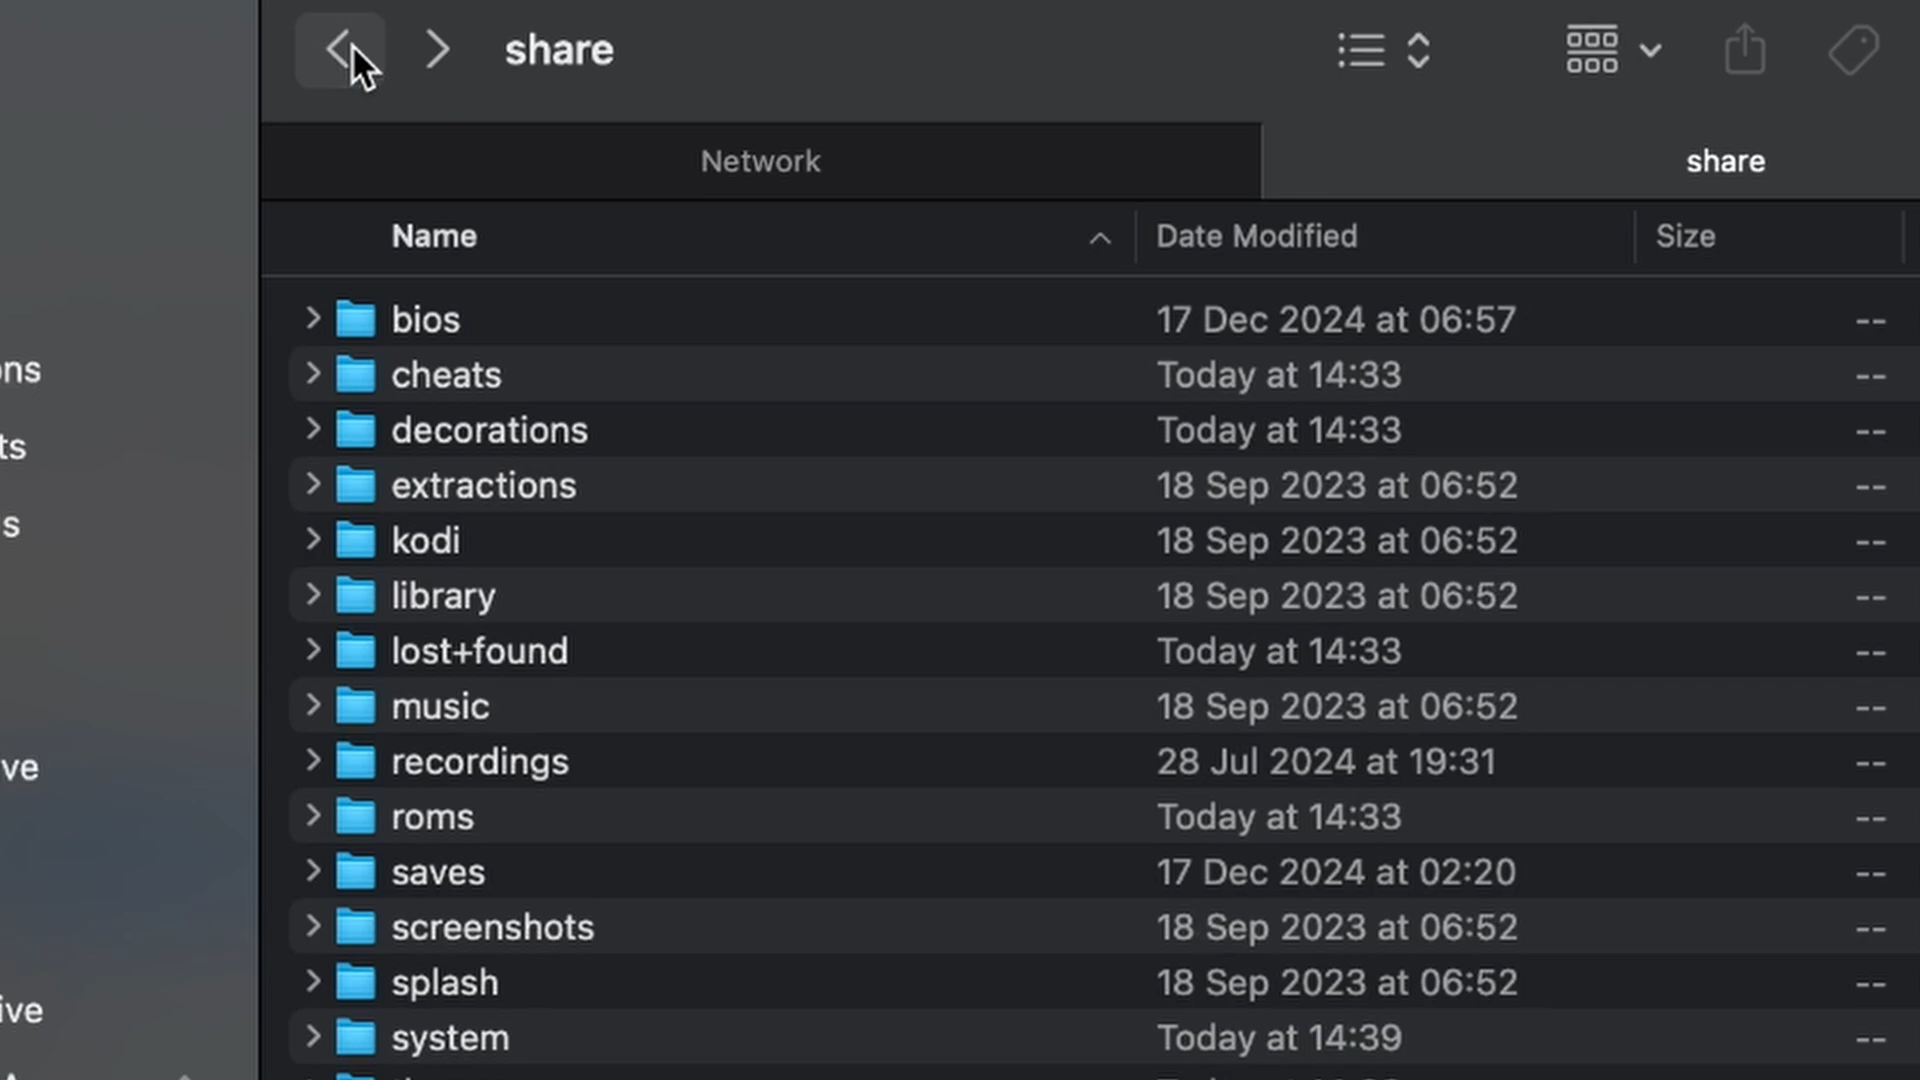 share
Network
share
Name
Date Modified
Size
bios
17 Dec 2024 at 06:57
--
cheats
Today at 14:33
--
decorations
Today at 14:33
--
extractions
18 Sep 2023 at 06:52
--
kodi
18 Sep 2023 at 06:52
--
library
18 Sep 2023 at 06:52
--
lost+found
Today at 14:33
--
music
18 Sep 2023 at 06:52
--
recordings
28 Jul 2024 at 19:31
--
roms
Today at 14:33
--
saves
17 Dec 2024 at 02:20
--
screenshots
18 Sep 2023 at 06:52
--
splash
18 Sep 2023 at 06:52
--
system
Today at 14:39
--
ons
ts
s
ve
ive